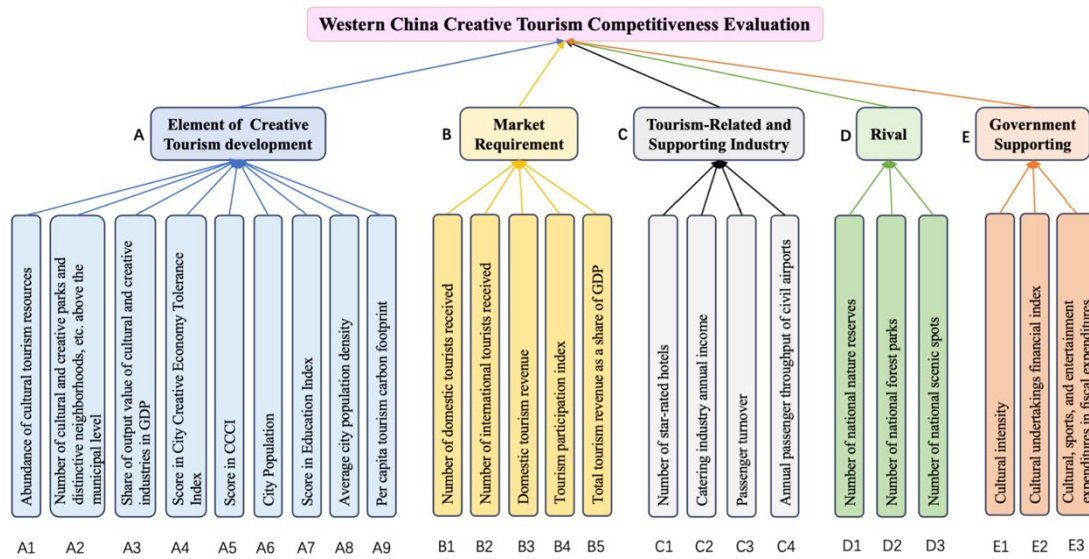 Western China Creative Tourism Competitiveness Evaluation
A
Element of Creative
Tourism development
B
Market
Requirement
C
Tourism-Related and
Supporting Industry
D
Rival
E
Government
Supporting
Abundance of cultural tourism resources
Number of cultural and creative parks and
distinctive neighborhoods, etc. above the
municipal level
Share of output value of cultural and creative
industries in GDP
Score in City Creative Economy Tolerance
Index
Score in CCCI
City Population
Score in Education Index
Average city population density
Per capita tourism carbon footprint
Number of domestic tourists received
Number of international tourists received
Domestic tourism revenue
Tourism participation index
Total tourism revenue as a share of GDP
Number of star-rated hotels
Catering industry annual income
Passenger turnover
Annual passenger throughput of civil airports
Number of national nature reserves
Number of national forest parks
Number of national scenic spots
Cultural intensity
Cultural undertakings financial index
Cultural, sports, and entertainment
expenditures in fiscal expenditures
A1 A2 A3 A4 A5 A6 A7 A8 A9 B1 B2 B3 B4 B5 C1 C2 C3 C4 D1 D2 D3 E1 E2 E3